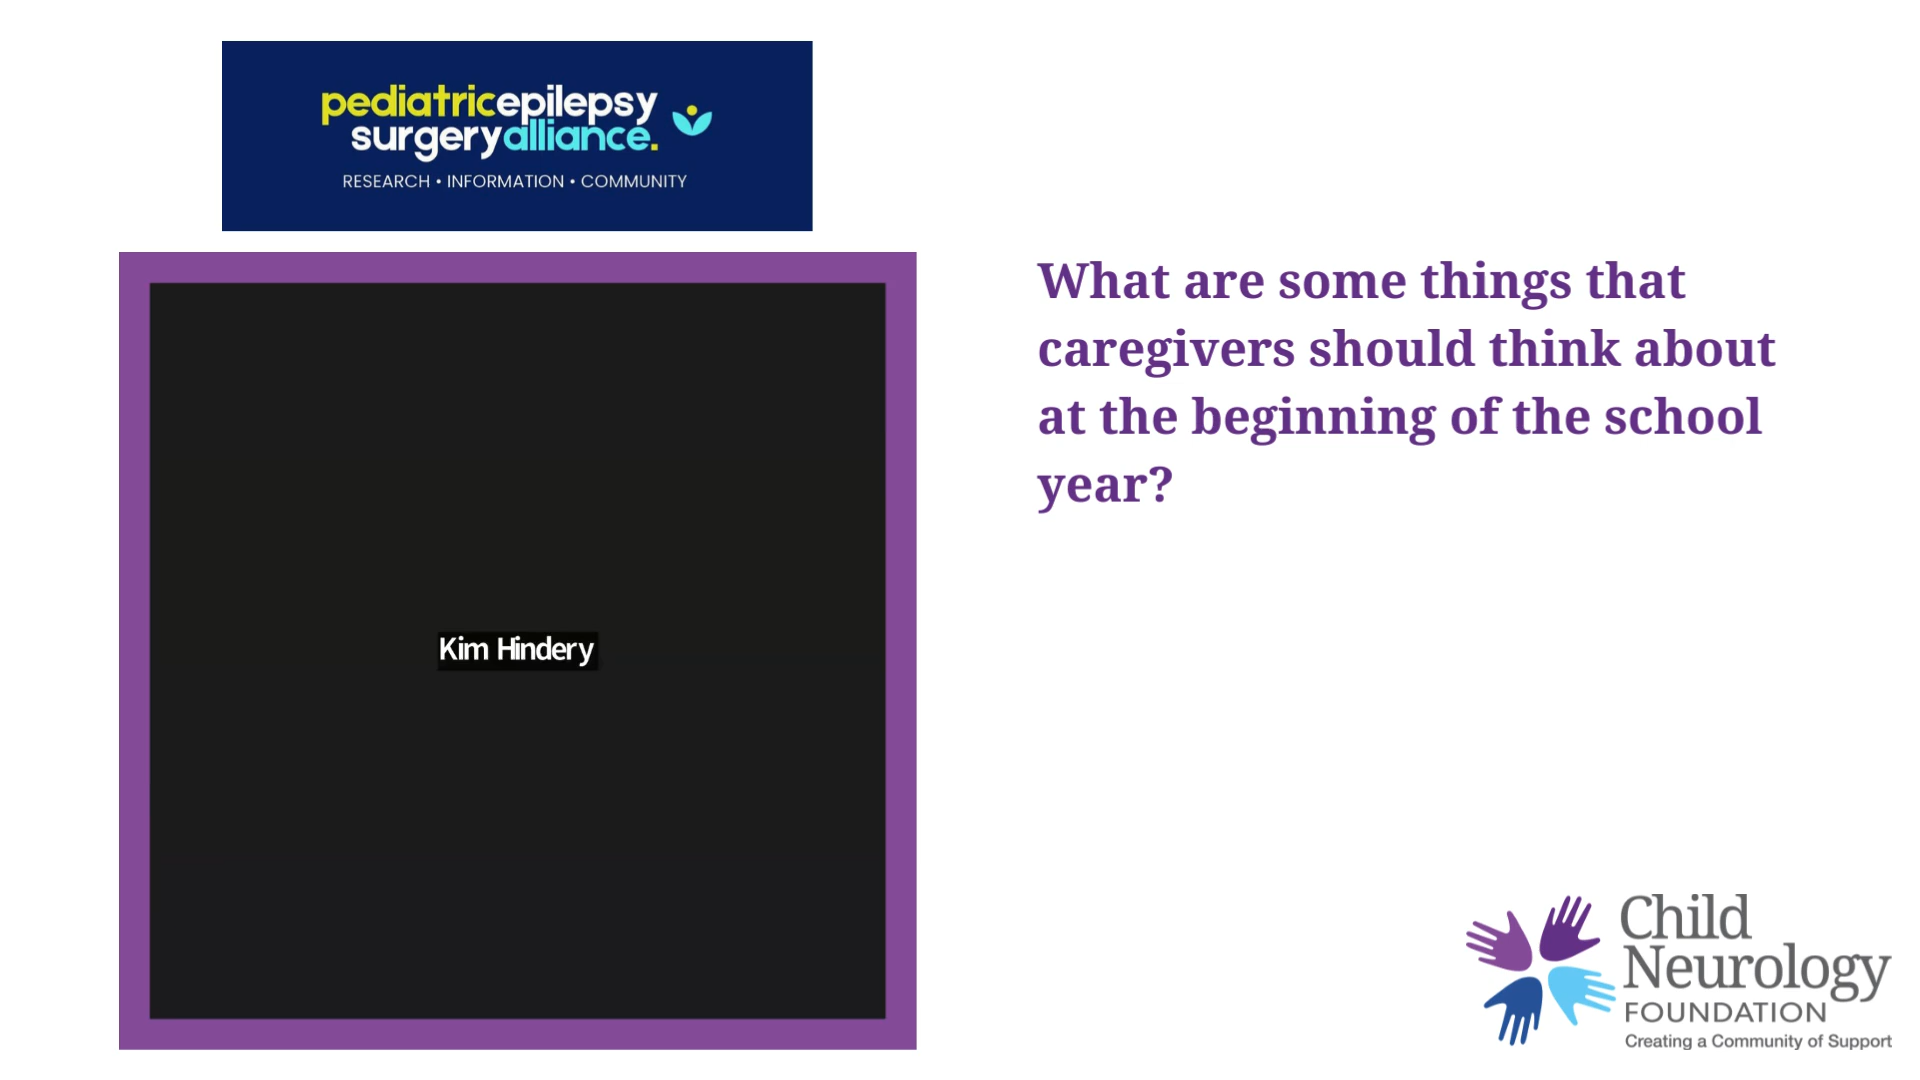 pediatricepilepsy
surgeryalliance.
RESEARCH • INFORMATION • COMMUNITY
Kim Hindery
What are some things that
caregivers should think about
at the beginning of the school
year?
Child
Neurology
FOUNDATION
Creating a Community of Support